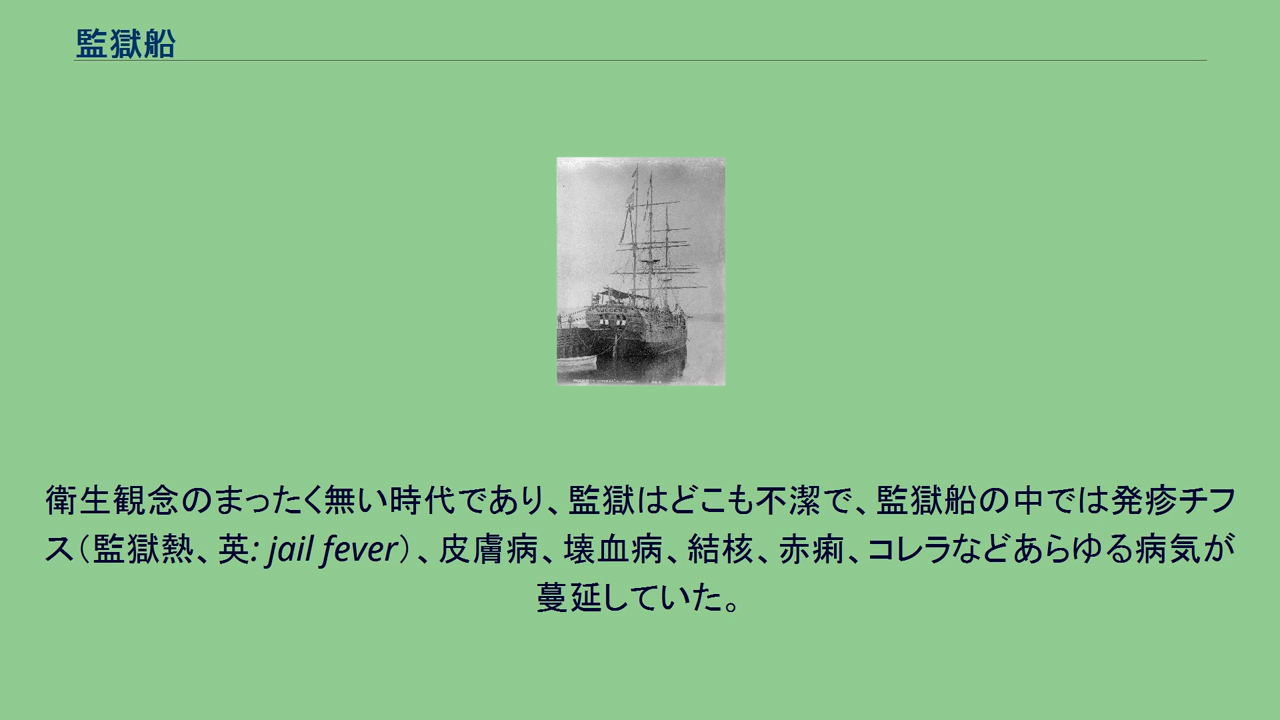 監獄船
衛生観念のまったく無い時代であり、監獄はどこも不潔で、監獄船の中では発疹チフ
ス（監獄熱、英: jail fever）、皮膚病、壊血病、結核、赤痢、コレラなどあらゆる病気が
蔓延していた。